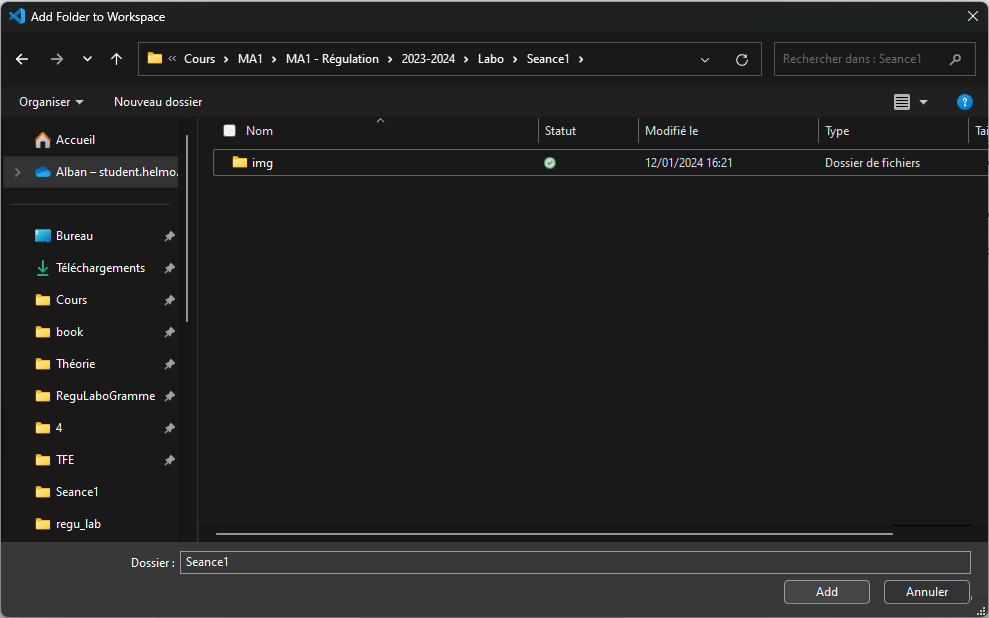 Add Folder to Workspace
« Cours › MA1 › MA1 - Régulation › 2023-2024 › Labo › Seance1 ›
Rechercher dans : Seance1
Organiser
Nouveau dossier
?
Nom
Statut
Modifié le
Type
Tai
img
12/01/2024 16:21
Dossier de fichiers
Accueil
Alban – student.helmo.
Bureau
Téléchargements
Cours
book
Théorie
ReguLaboGramme
4
TFE
Seance1
regu_lab
Dossier : Seance1
Add
Annuler